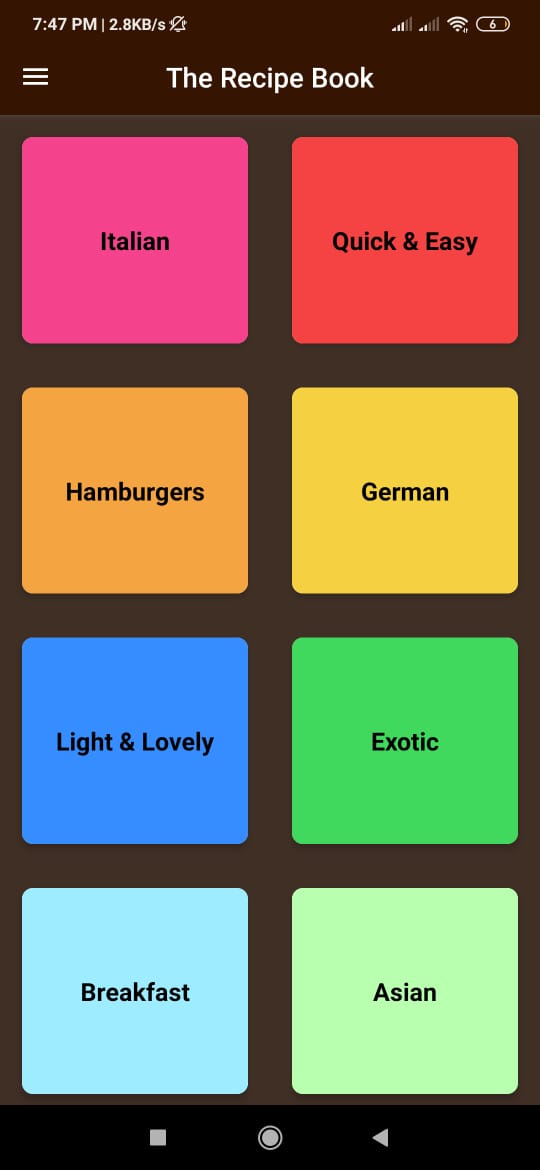 7:47 PM | 2.8KB/s
6
The Recipe Book
Italian
Quick & Easy
Hamburgers
German
Light & Lovely
Exotic
Breakfast
Asian